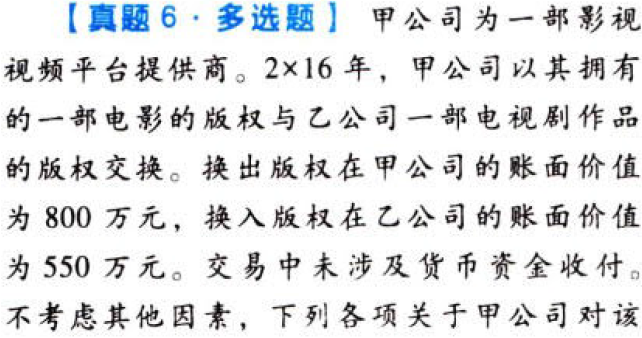 【真题6·多选题】 甲公司为一部影视
视频平台提供商。2×16年，甲公司以其拥有
的一部电影的版权与乙公司一部电视剧作品
的版权交换。换出版权在甲公司的账面价值
为800万元，换入版权在乙公司的账面价值
为550万元。交易中未涉及货币资金收付。
不考虑其他因素，下列各项关于甲公司对该